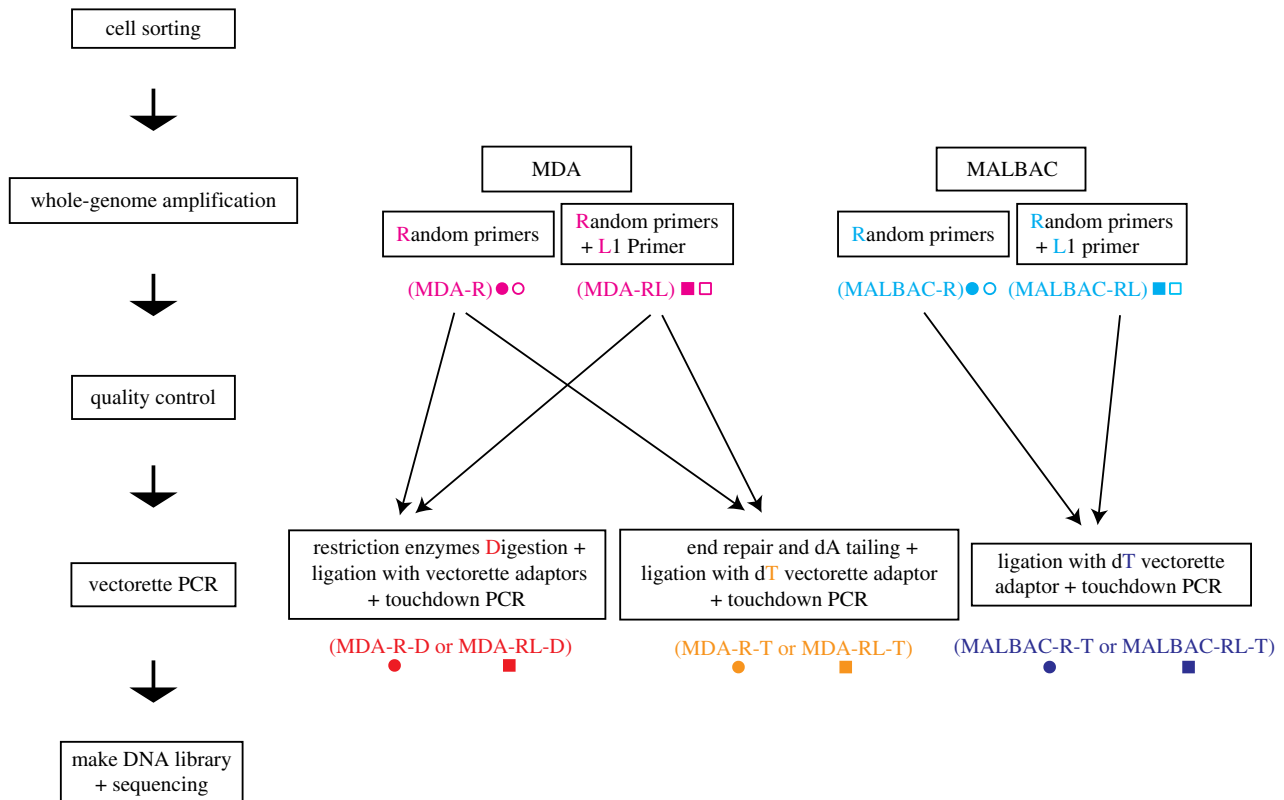 cell sorting
whole-genome amplification
quality control
vectorette PCR
make DNA library
+ sequencing
MDA
Random primers
Random primers
+ L1 Primer
(MDA-R)
(MDA-RL)
MALBAC
Random primers
Random primers
+ L1 primer
(MALBAC-R)
(MALBAC-RL)
restriction enzymes Digestion +
ligation with vectorette adaptors
+ touchdown PCR
(MDA-R-D or MDA-RL-D)
end repair and dA tailing +
ligation with dT vectorette adaptor
+ touchdown PCR
(MDA-R-T or MDA-RL-T)
ligation with dT vectorette
adaptor + touchdown PCR
(MALBAC-R-T or MALBAC-RL-T)